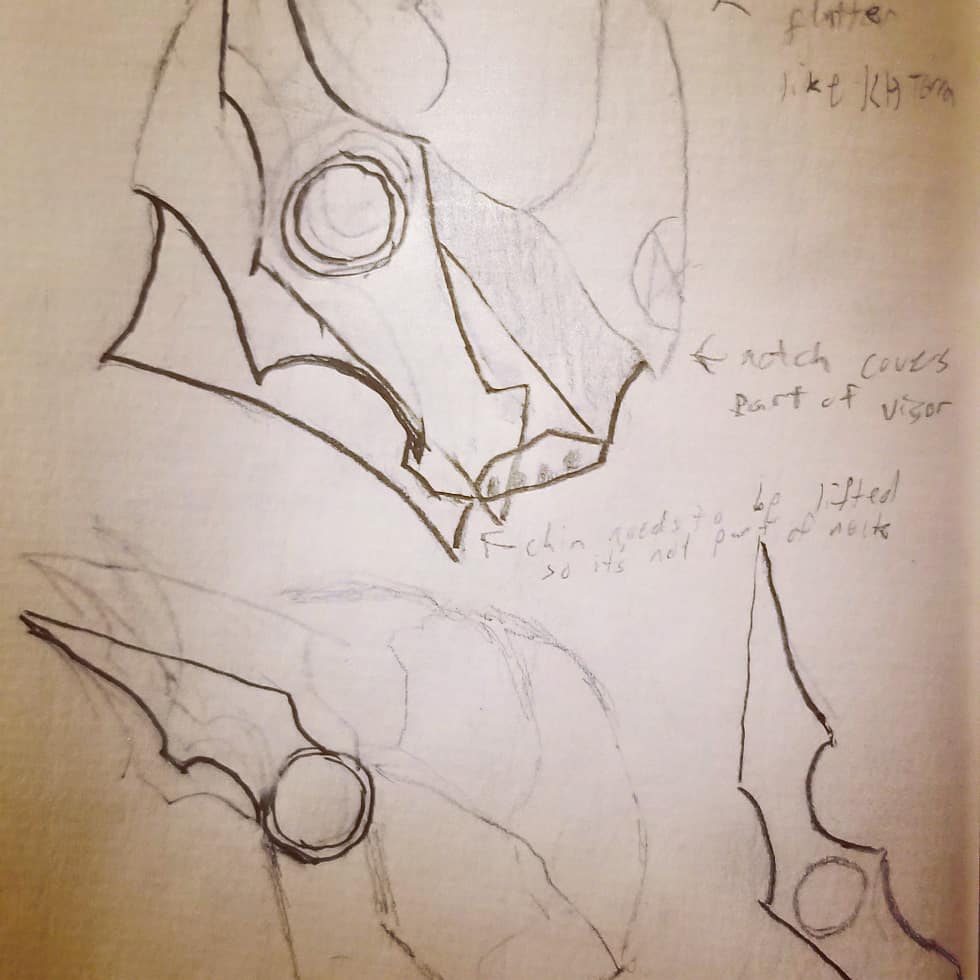 flatter
like KH Terra
notch covers
part of visor
chin needs to be lifted
so its not part of